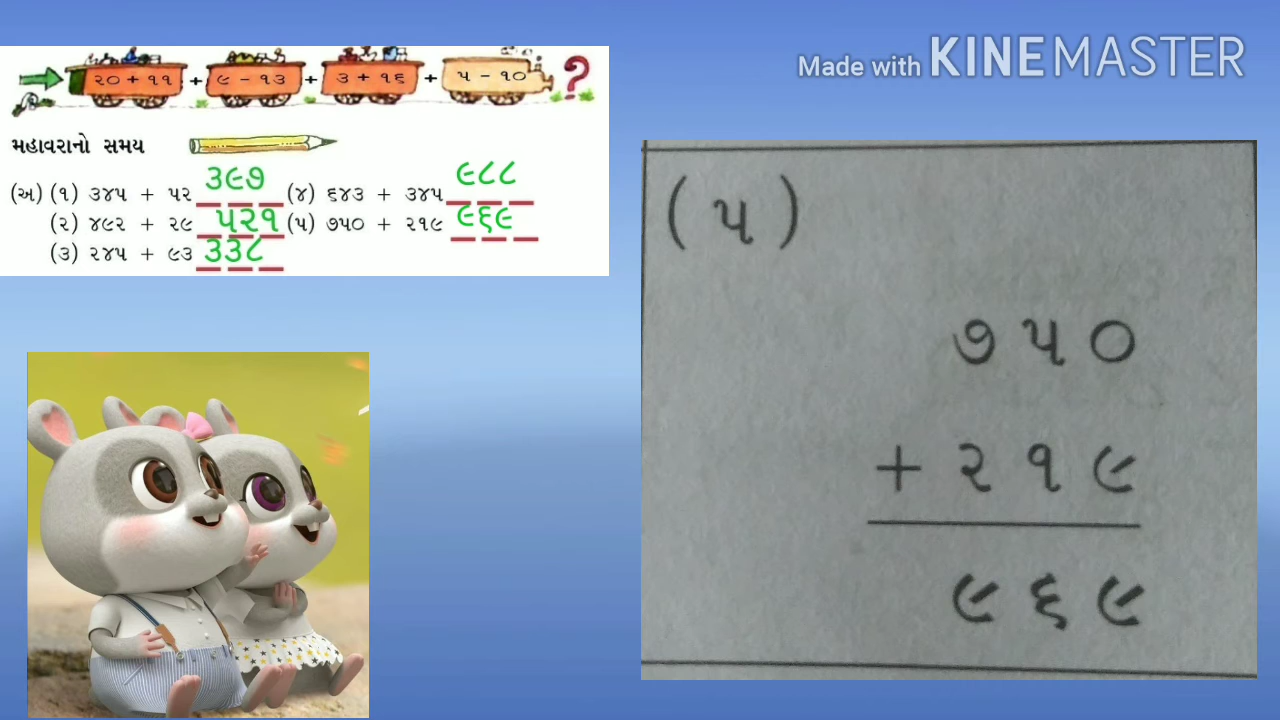 Made with KINEMASTER
૨૦ + ૧૧ + ૯ - ૧૩ + ૩ + ૧૬ + ૫ - ૧૦ ?
મહાવરાનો સમય
(અ) (૧) ૩૪૫ + ૫૨ ૩૯૭ (૪) ૬૪૩ + ૩૪૫ ૯૮૮
(૨) ૪૯૨ + ૨૯ ૫૨૧ (૫) ૭૫૦ + ૨૧૯ ૯૬૯
(૩) ૨૪૫ + ૯૩ ૩૩૮
(૫)
૭૫૦
+ ૨૧૯
૯૬૯